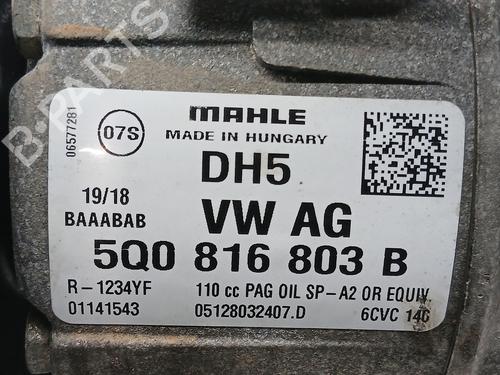 B-PARTS
06577281
07S
MAHLE
MADE IN HUNGARY
DH5
19/18
BAAABAB
VW AG
5Q0 816 803 B
R-1234YF
110 cc PAG OIL SP-A2 OR EQUIV.
01141543
05128032407.D
6CVC 14C